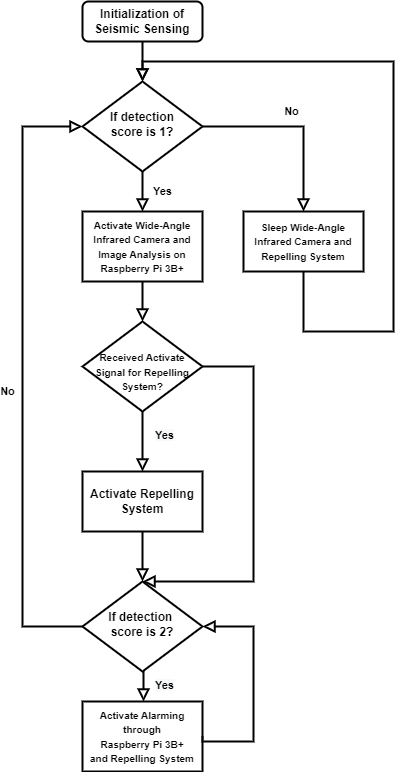 Initialization of
Seismic Sensing
If detection
score is 1?
No
Yes
Activate Wide-Angle
Infrared Camera and
Image Analysis on
Raspberry Pi 3B+
Sleep Wide-Angle
Infrared Camera and
Repelling System
Received Activate
Signal for Repelling
System?
No
Yes
Activate Repelling
System
If detection
score is 2?
Yes
Activate Alarming
through
Raspberry Pi 3B+
and Repelling System